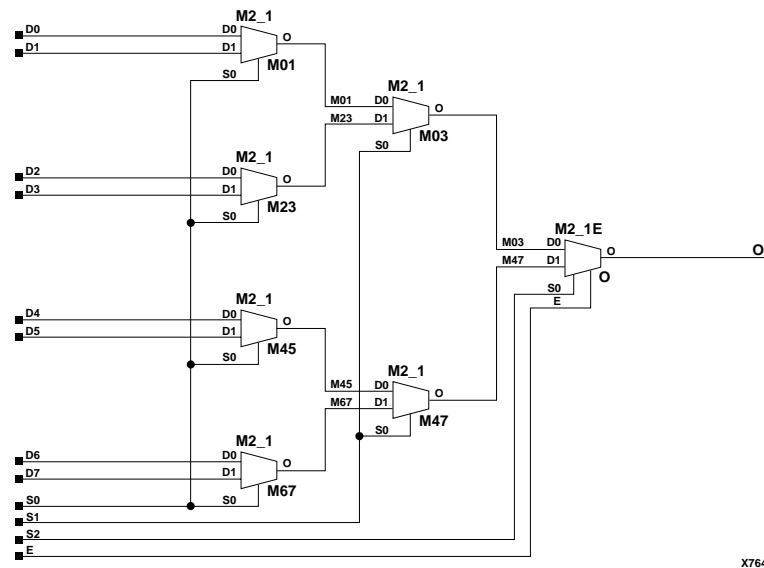 M2_1
D0 D0 O
D1 D1
S0 M01
M2_1
M01 D0 O
M23 D1
S0 M03
M2_1
D2 D0 O
D3 D1
S0 M23
M2_1E
M03 D0 O O
M47 D1
S0 O
E
M2_1
D4 D0 O
D5 D1
S0 M45
M2_1
M45 D0 O
M67 D1
S0 M47
M2_1
D6 D0 O
D7 D1
S0 S0 M67
S1
S2
E
X764